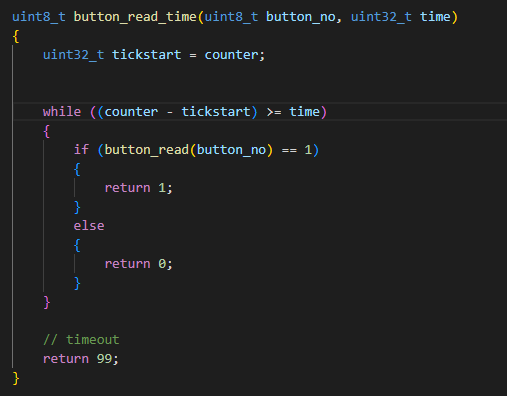 uint8_t button_read_time(uint8_t button_no, uint32_t time)
{
    uint32_t tickstart = counter;
    while ((counter - tickstart) >= time)
    {
        if (button_read(button_no) == 1)
        {
            return 1;
        }
        else
        {
            return 0;
        }
    }
    // timeout
    return 99;
}